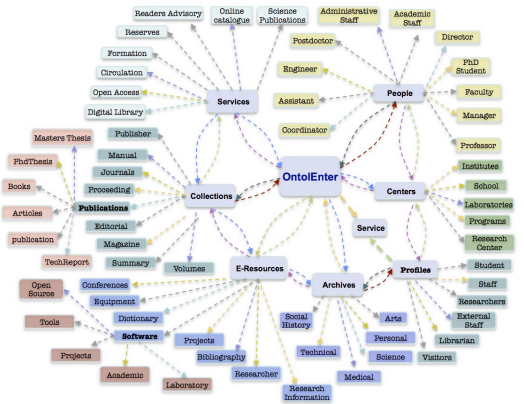 Readers Advisory
Online
catalogue
Science
Publications
Administrative
Staff
Academic
Staff
Reserves
Director
Postdoctor
Formation
PhD
Student
Engineer
Circulation
Open Access
Services
People
Faculty
Assistant
Digital Library
Manager
Coordinator
Masters Thesis
Publisher
Professor
Manual
PhdThesis
Institutes
Journals
OntolEnter
Books
Proceeding
School
Collections
Centers
Laboratories
Articles
Publications
Programs
Editorial
Service
publication
Magazine
Research
Center
TechReport
Summary
Volumes
E-Resources
Profiles
Student
Open
Source
Conferences
Archives
Staff
Equipment
Researchers
Tools
Dictionary
Social
History
Arts
External
Staff
Software
Projects
Personal
Librarian
Projects
Bibliography
Technical
Science
Visitors
Academic
Researcher
Medical
Laboratory
Research
Information